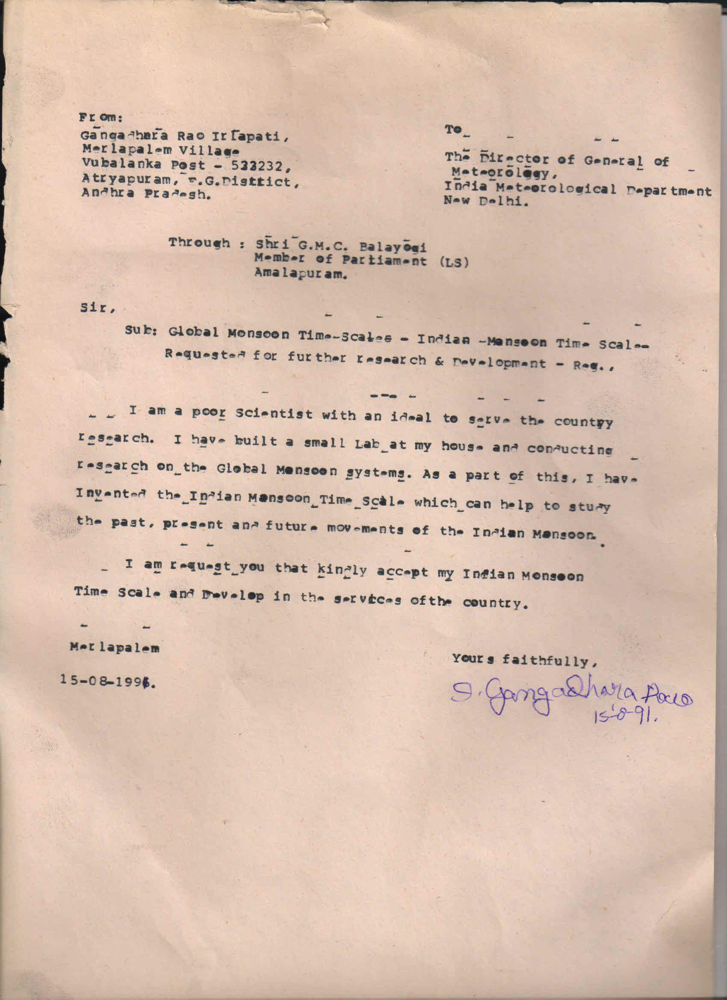 From:
Gangadhara Rao Irlapati,
Merlapalem Village
Vubalanka Post - 533232,
Atryapuram, E.G.District,
Andhra Pradesh.
To
The Director of General of
Meteorology,
India Meteorological Department
New Delhi.
Through : Shri G.M.C. Balayogi
Member of Partiament (LS)
Amalapuram.
Sir,
Sub: Global Monsoon Time-Scales - Indian -Monsoon Time Scale-
Requested for further research & Development - Reg.,
I am a poor Scientist with an ideal to serve the country
research. I have built a small Lab at my house and conducting
research on the Global Monsoon systems. As a part of this, I have
Invented the Indian Monsoon Time Scale which can help to study
the past, present and future movements of the Indian Monsoon.
I am request you that kindly accept my Indian Monsoon
Time Scale and Develop in the services ofthe country.
Merlapalem
15-08-1991.
Yours faithfully,
I. Gangadhara Rao
15-8-91.